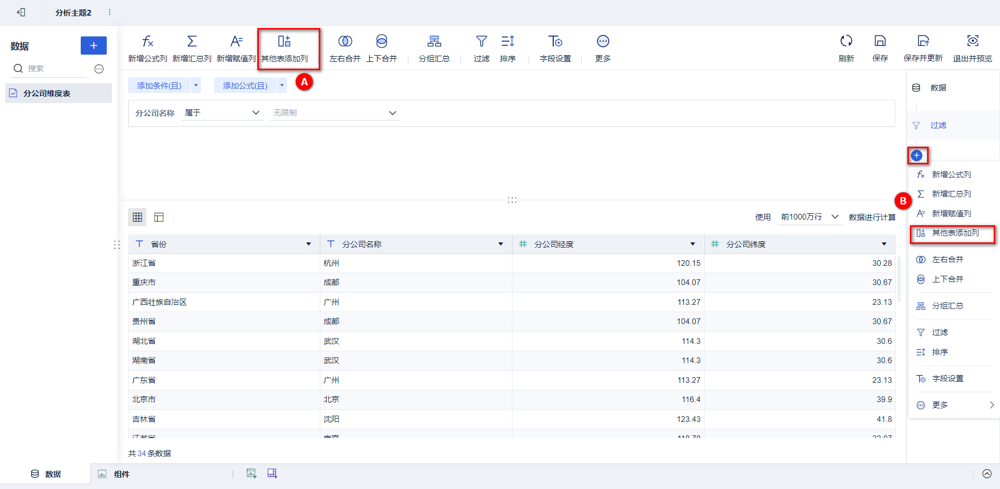 分析主题2
数据
搜索
分公司维度表
新增公式列 新增汇总列 新增赋值列 其他表添加列 左右合并 上下合并 分组汇总 过滤 排序 字段设置 更多 刷新 保存 保存并更新 退出并预览
A
添加条件(且) 添加公式(且)
分公司名称 属于 无限制
使用 前1000万行 数据进行计算
省份 分公司名称 分公司经度 分公司纬度
浙江省 杭州 120.15 30.28
重庆市 成都 104.07 30.67
广西壮族自治区 广州 113.27 23.13
贵州省 成都 104.07 30.67
湖北省 武汉 114.3 30.6
湖南省 武汉 114.3 30.6
广东省 广州 113.27 23.13
北京市 北京 116.4 39.9
吉林省 沈阳 123.43 41.8
共 34 条数据
数据
过滤
B
新增公式列
新增汇总列
新增赋值列
其他表添加列
左右合并
上下合并
分组汇总
过滤
排序
字段设置
更多
数据 组件